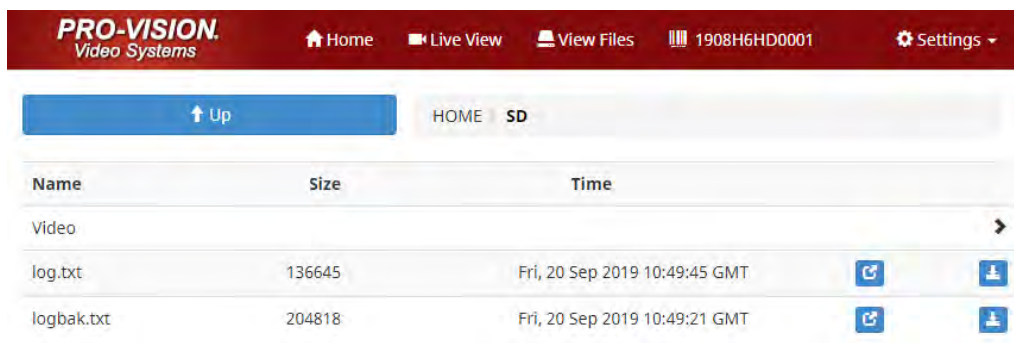 PRO-VISION.
Video Systems
Home Live View View Files 1908H6HD0001 Settings
Up
HOME SD
Name Size Time
Video
log.txt 136645 Fri, 20 Sep 2019 10:49:45 GMT
logbak.txt 204818 Fri, 20 Sep 2019 10:49:21 GMT